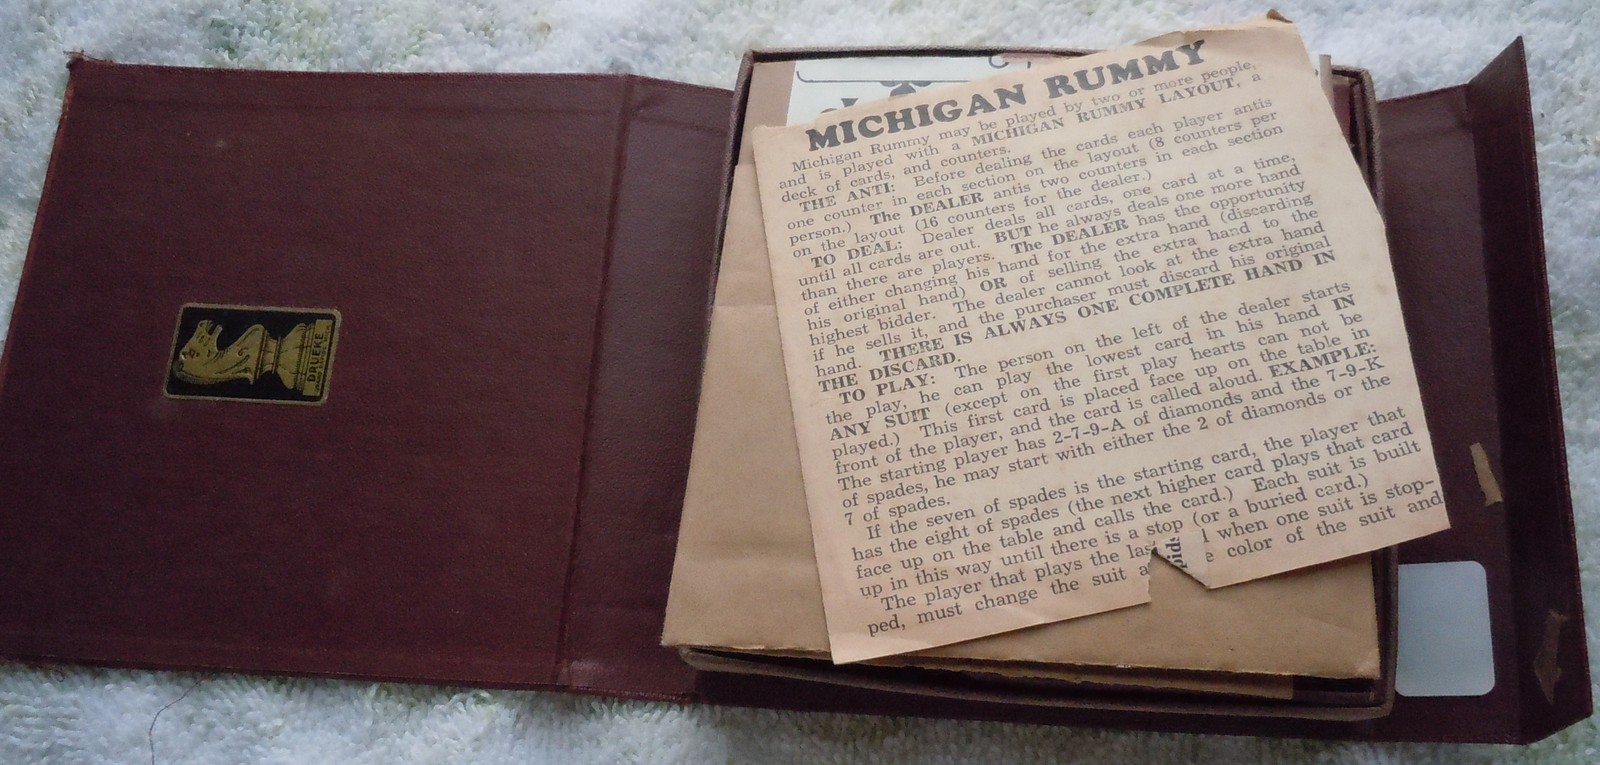 DRUEKE
MICHIGAN RUMMY
Michigan Rummy may be played by two or more people,
and is played with a MICHIGAN RUMMY LAYOUT, a
deck of cards, and counters.
THE ANTI: Before dealing the cards each player antis
one counter in each section on the layout (8 counters per
person.) The DEALER antis two counters in each section
on the layout (16 counters for the dealer.)
TO DEAL: Dealer deals all cards, one card at a time,
until all cards are out. BUT he always deals one more hand
than there are players. The DEALER has the opportunity
of either changing his hand for the extra hand (discarding
his original hand) OR of selling the extra hand to the
highest bidder. The dealer cannot look at the extra hand
if he sells it, and the purchaser must discard his original
hand. THERE IS ALWAYS ONE COMPLETE HAND IN
THE DISCARD.
TO PLAY: The person on the left of the dealer starts
the play, he can play the lowest card in his hand IN
ANY SUIT (except on the first play hearts can not be
played.) This first card is placed face up on the table in
front of the player, and the card is called aloud. EXAMPLE:
The starting player has 2-7-9-A of diamonds and the 7-9-K
of spades, he may start with either the 2 of diamonds or the
7 of spades.
If the seven of spades is the starting card, the player that
has the eight of spades (the next higher card plays that card
face up on the table and calls the card.) Each suit is built
up in this way until there is a stop (or a buried card.)
The player that plays the last when one suit is stop-
ped, must change the suit color of the suit and